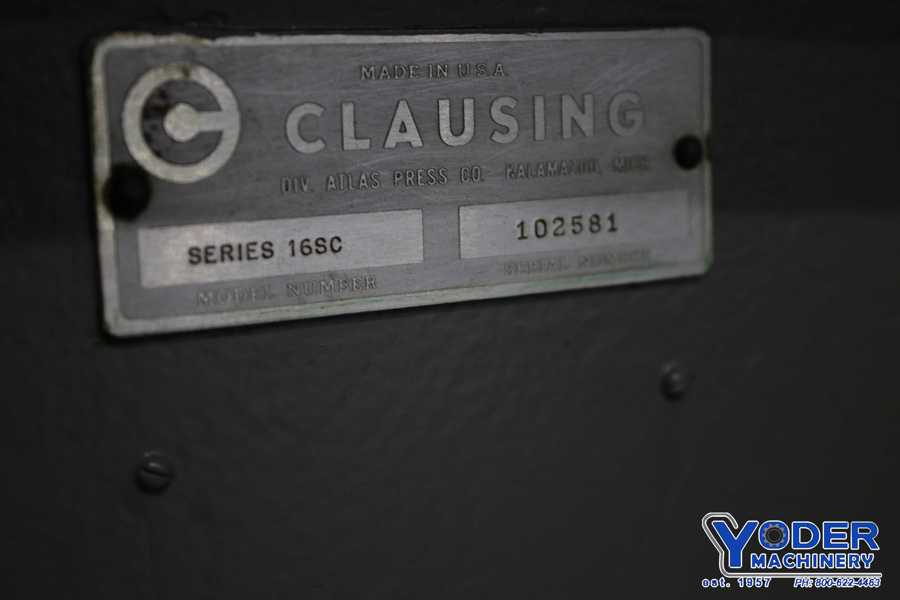 MADE IN U.S.A.
CLAUSING
DIV. ATLAS PRESS CO. KALAMAZOO, MICH.
SERIES 16SC
102581
MODEL NUMBER
SERIAL NUMBER
YODER
MACHINERY
est. 1957 PH: 800-622-4463